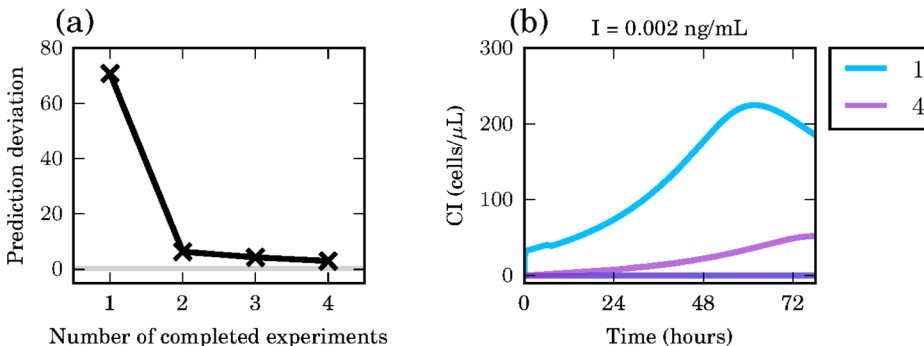 (a)
80
60
40
20
0
Prediction deviation
1 2 3 4
Number of completed experiments
(b)
I = 0.002 ng/mL
300
200
100
0
CI (cells/μL)
0 24 48 72
Time (hours)
1
4